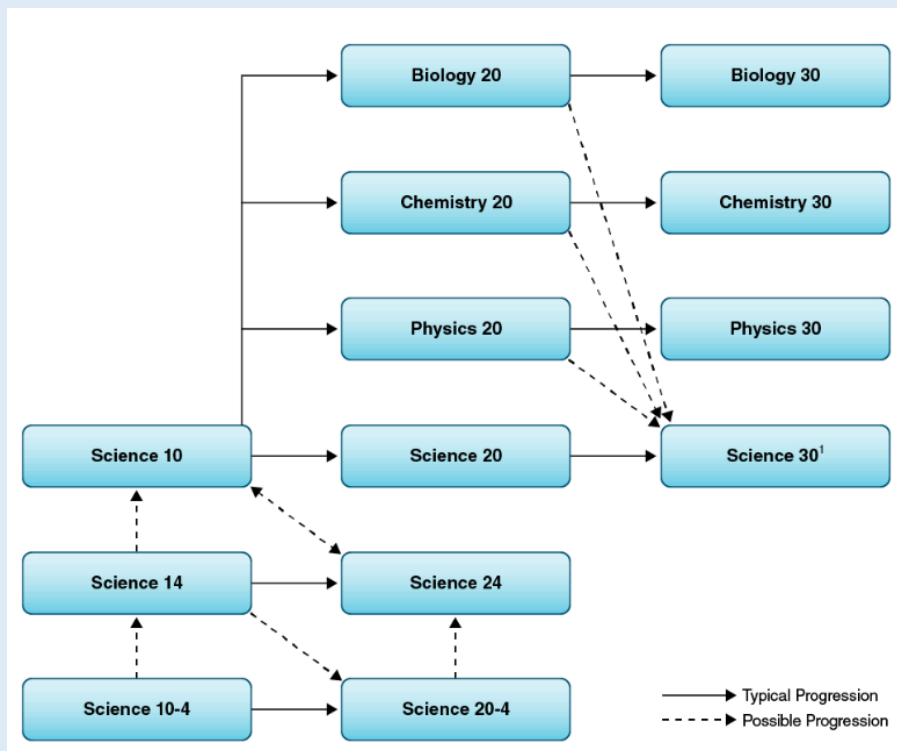 Biology 20
Biology 30
Chemistry 20
Chemistry 30
Physics 20
Physics 30
Science 10
Science 20
Science 30¹
Science 14
Science 24
Science 10-4
Science 20-4
Typical Progression
Possible Progression